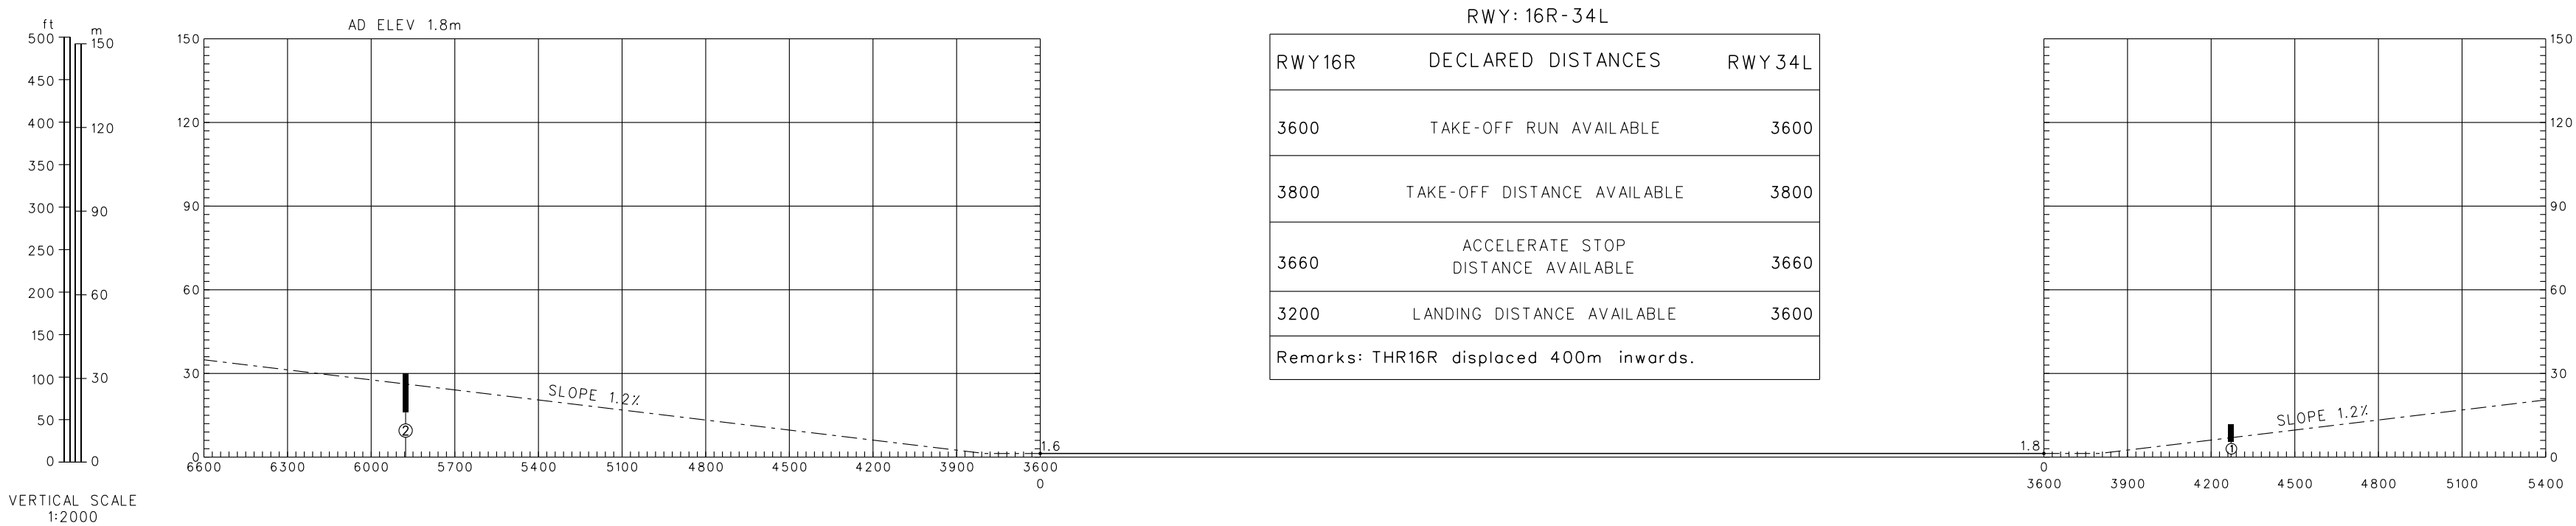 RWY: 16R-34L
ft
m
AD ELEV 1.8m
500
450
400
350
300
250
200
150
100
50
0
150
120
90
60
30
0
150
120
90
60
30
0
SLOPE 1.2%
②
1.6
6600 6300 6000 5700 5400 5100 4800 4500 4200 3900 3600
0
VERTICAL SCALE
1:2000
RWY16R DECLARED DISTANCES RWY34L
3600 TAKE-OFF RUN AVAILABLE 3600
3800 TAKE-OFF DISTANCE AVAILABLE 3800
ACCELERATE STOP
3660 DISTANCE AVAILABLE 3660
3200 LANDING DISTANCE AVAILABLE 3600
Remarks: THR16R displaced 400m inwards.
150
120
90
60
30
0
SLOPE 1.2%
①
1.8
0
3600 3900 4200 4500 4800 5100 5400